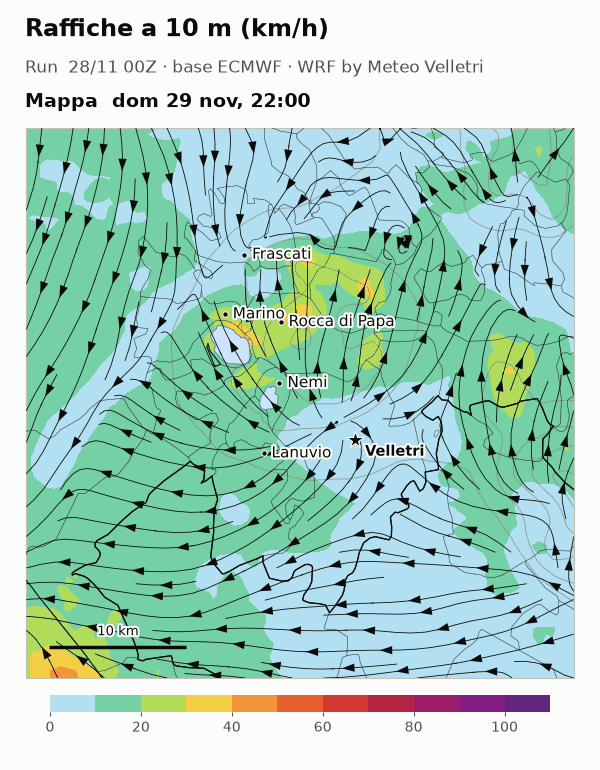 Raffiche a 10 m (km/h)
Run  28/11 00Z · base ECMWF · WRF by Meteo Velletri
Mappa  dom 29 nov, 22:00
Frascati
Marino
Rocca di Papa
Nemi
Velletri
Lanuvio
10 km
0 20 40 60 80 100